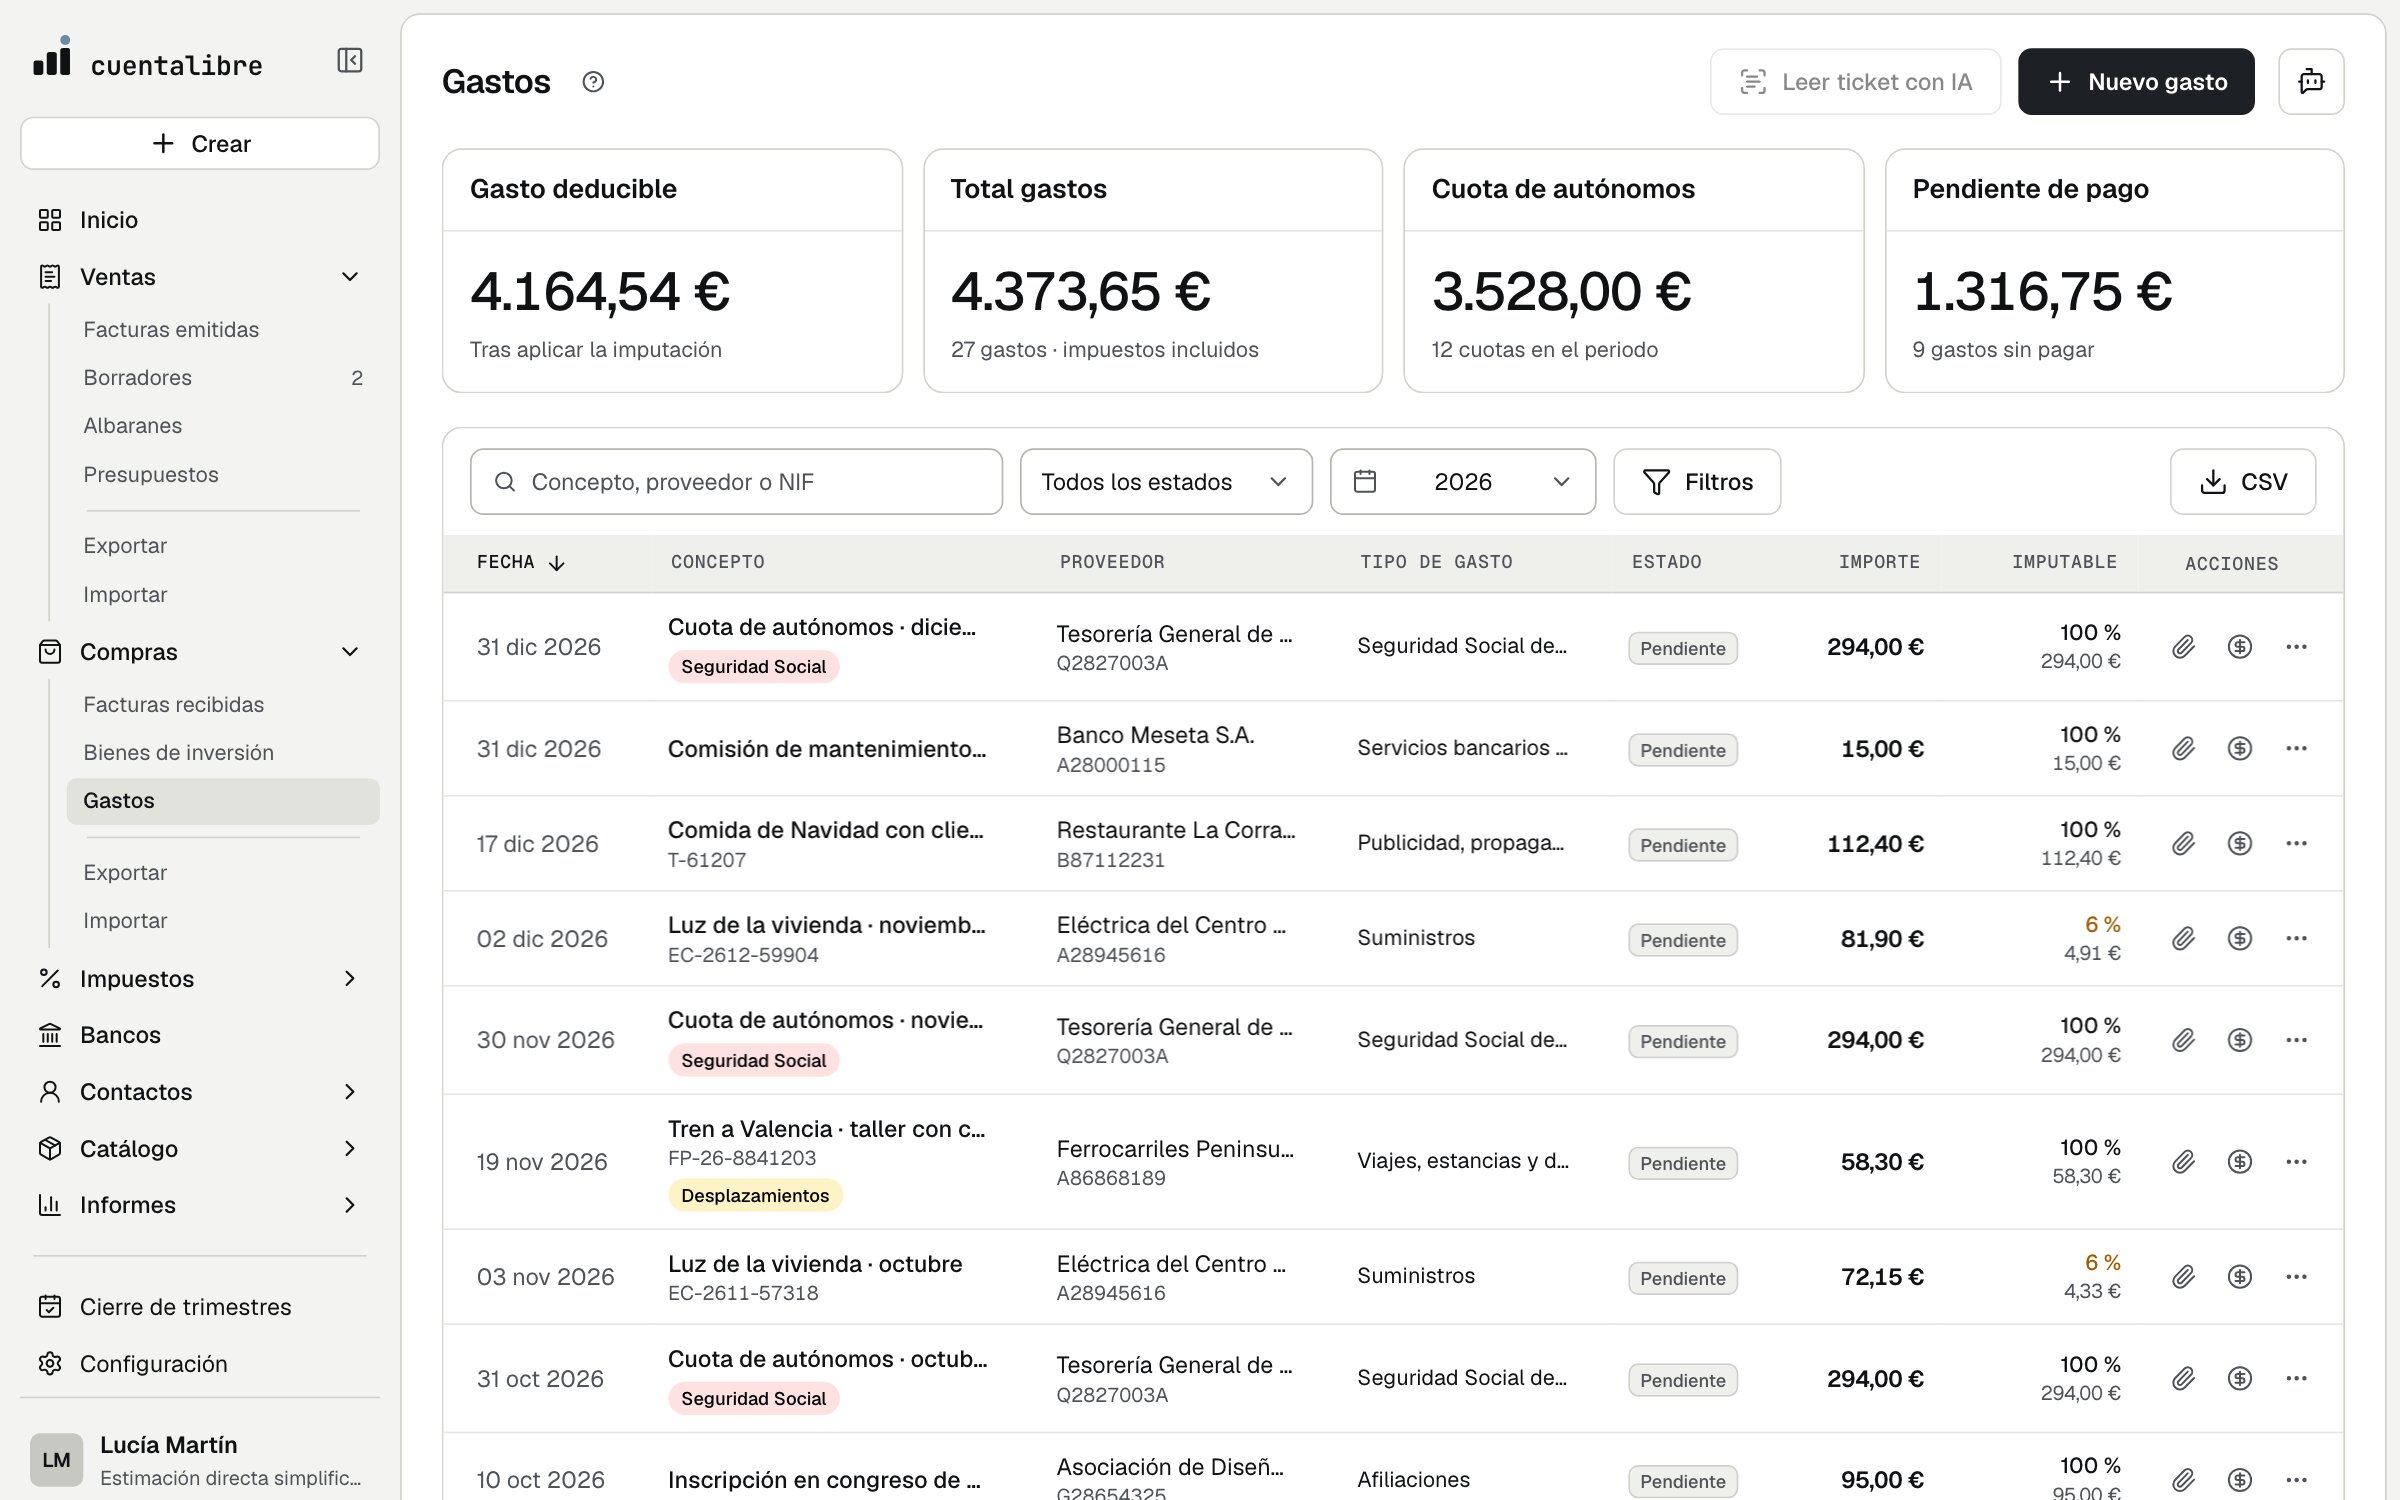 cuentalibre
Crear
Inicio
Ventas
Facturas emitidas
Borradores 2
Albaranes
Presupuestos
Exportar
Importar
Compras
Facturas recibidas
Bienes de inversión
Gastos
Exportar
Importar
Impuestos
Bancos
Contactos
Catálogo
Informes
Cierre de trimestres
Configuración
LM
Lucía Martín
Estimación directa simplific...
Gastos
Leer ticket con IA
Nuevo gasto
Gasto deducible
4.164,54 €
Tras aplicar la imputación
Total gastos
4.373,65 €
27 gastos · impuestos incluidos
Cuota de autónomos
3.528,00 €
12 cuotas en el periodo
Pendiente de pago
1.316,75 €
9 gastos sin pagar
Concepto, proveedor o NIF
Todos los estados
2026
Filtros
CSV
FECHA CONCEPTO PROVEEDOR TIPO DE GASTO ESTADO IMPORTE IMPUTABLE ACCIONES
31 dic 2026
Cuota de autónomos · dicie...
Seguridad Social
Tesorería General de ...
Q2827003A
Seguridad Social de...
Pendiente
294,00 €
100 %
294,00 €
31 dic 2026
Comisión de mantenimiento...
Banco Meseta S.A.
A28000115
Servicios bancarios ...
Pendiente
15,00 €
100 %
15,00 €
17 dic 2026
Comida de Navidad con clie...
T-61207
Restaurante La Corra...
B87112231
Publicidad, propaga...
Pendiente
112,40 €
100 %
112,40 €
02 dic 2026
Luz de la vivienda · noviemb...
EC-2612-59904
Eléctrica del Centro ...
A28945616
Suministros
Pendiente
81,90 €
6 %
4,91 €
30 nov 2026
Cuota de autónomos · novie...
Seguridad Social
Tesorería General de ...
Q2827003A
Seguridad Social de...
Pendiente
294,00 €
100 %
294,00 €
19 nov 2026
Tren a Valencia · taller con c...
FP-26-8841203
Desplazamientos
Ferrocarriles Peninsu...
A86868189
Viajes, estancias y d...
Pendiente
58,30 €
100 %
58,30 €
03 nov 2026
Luz de la vivienda · octubre
EC-2611-57318
Eléctrica del Centro ...
A28945616
Suministros
Pendiente
72,15 €
6 %
4,33 €
31 oct 2026
Cuota de autónomos · octub...
Seguridad Social
Tesorería General de ...
Q2827003A
Seguridad Social de...
Pendiente
294,00 €
100 %
294,00 €
10 oct 2026
Inscripción en congreso de ...
Asociación de Diseñ...
G28654325
Afiliaciones
Pendiente
95,00 €
100 %
95,00 €